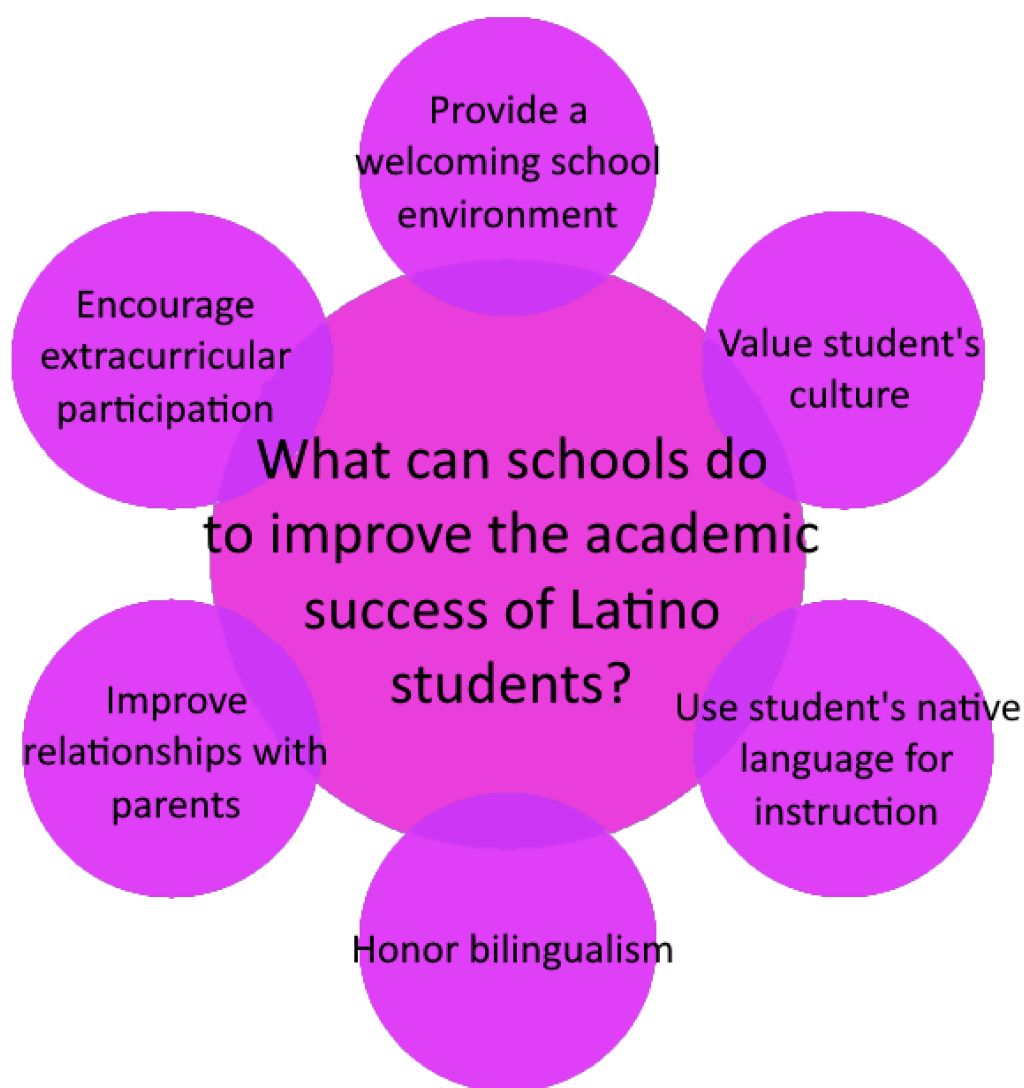 Provide a
welcoming school
environment
Encourage
extracurricular
participation
Value student's
culture
What can schools do
to improve the academic
success of Latino
students?
Improve
relationships with
parents
Use student's native
language for
instruction
Honor bilingualism